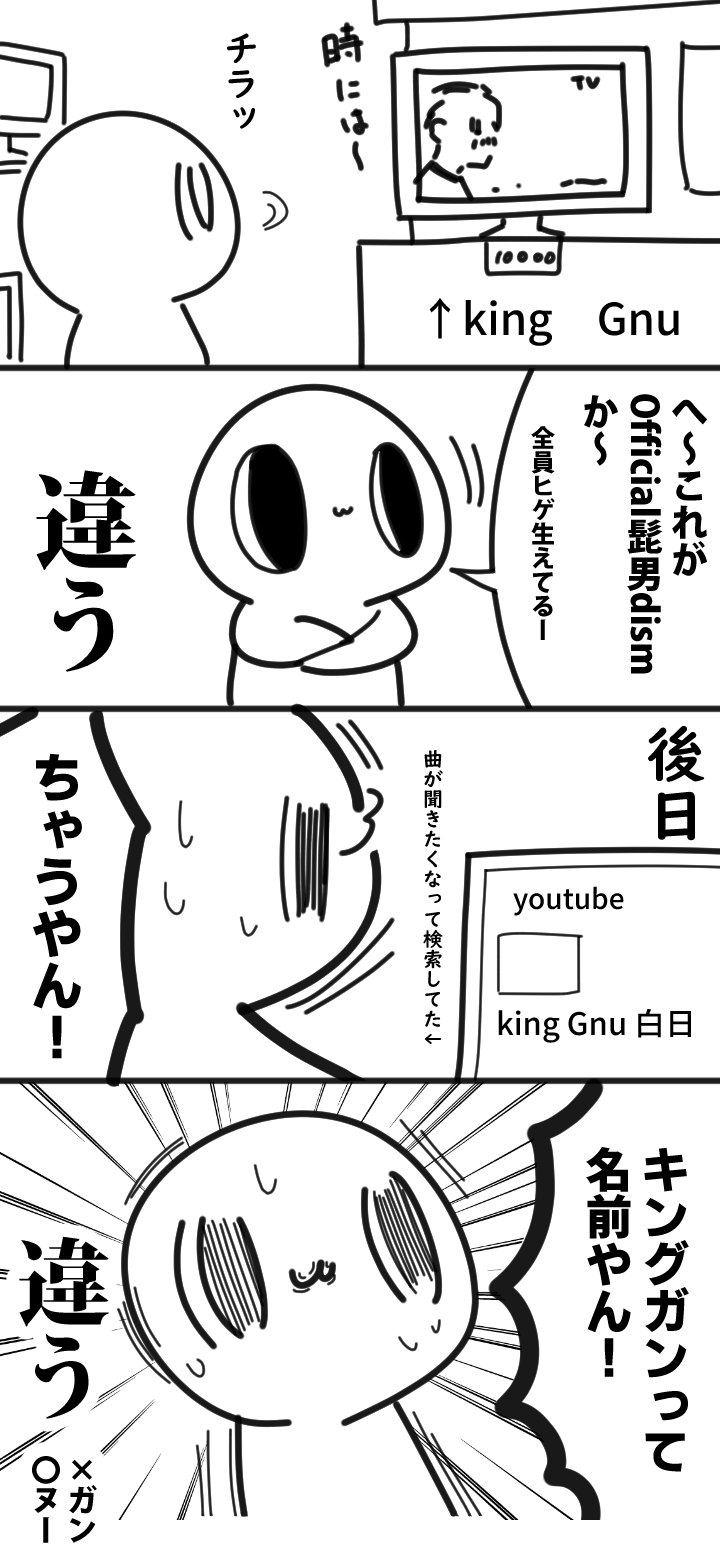 時には〜
チラッ
TV
10000
↑king Gnu
へ〜これが
Official髭男dism
か〜
全員ヒゲ生えてるー
違う
後日
youtube
king Gnu 白日
曲が聞きたくなって検索してた←
ちゃうやん！
キングガンって
名前やん！
違う
×ガン
〇ヌー